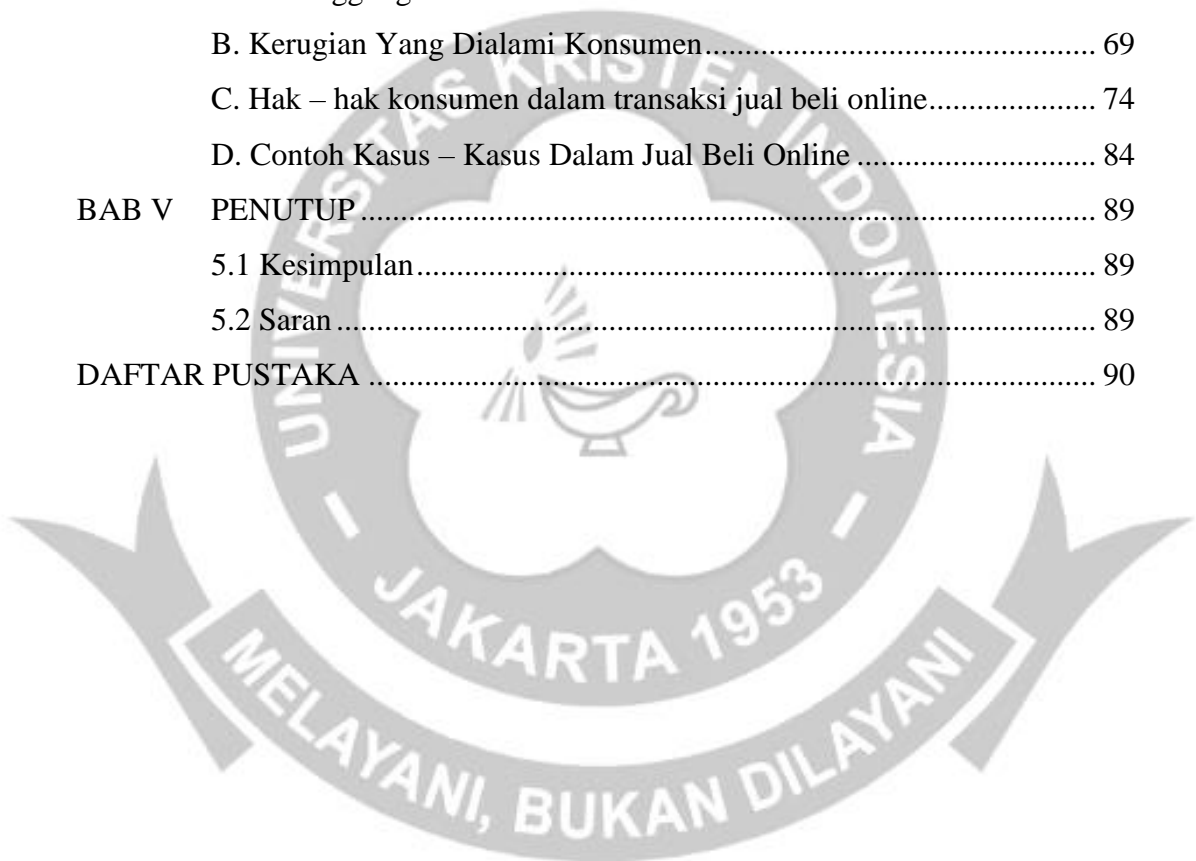 B. Kerugian Yang Dialami Konsumen................................................. 69
C. Hak – hak konsumen dalam transaksi jual beli online..................... 74
D. Contoh Kasus – Kasus Dalam Jual Beli Online .............................. 84
BAB V PENUTUP............................................................................................ 89
5.1 Kesimpulan..................................................................................... 89
5.2 Saran ............................................................................................... 89
DAFTAR PUSTAKA ........................................................................................... 90
UNIVERSITAS KRISTEN INDONESIA
JAKARTA 1953
MELAYANI, BUKAN DILAYANI